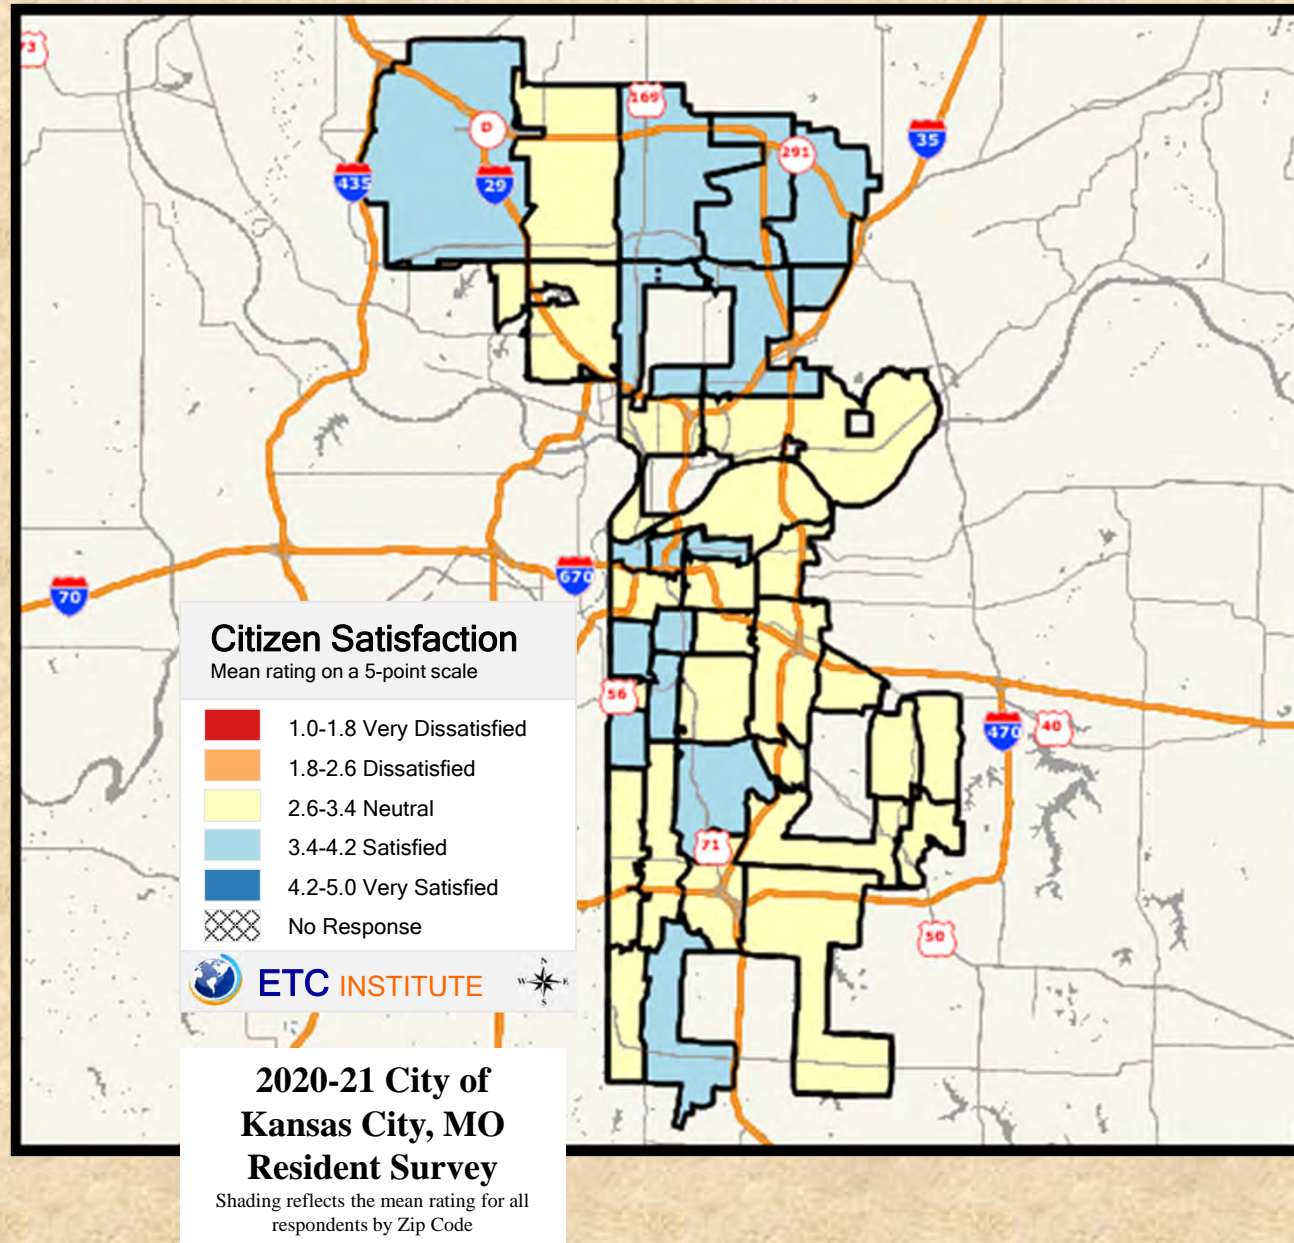 73
169
D
291
35
435
29
70
670
56
470
40
71
50
Citizen Satisfaction
Mean rating on a 5-point scale
1.0-1.8 Very Dissatisfied
1.8-2.6 Dissatisfied
2.6-3.4 Neutral
3.4-4.2 Satisfied
4.2-5.0 Very Satisfied
No Response
ETC INSTITUTE
N
W E
S
2020-21 City of
Kansas City, MO
Resident Survey
Shading reflects the mean rating for all
respondents by Zip Code